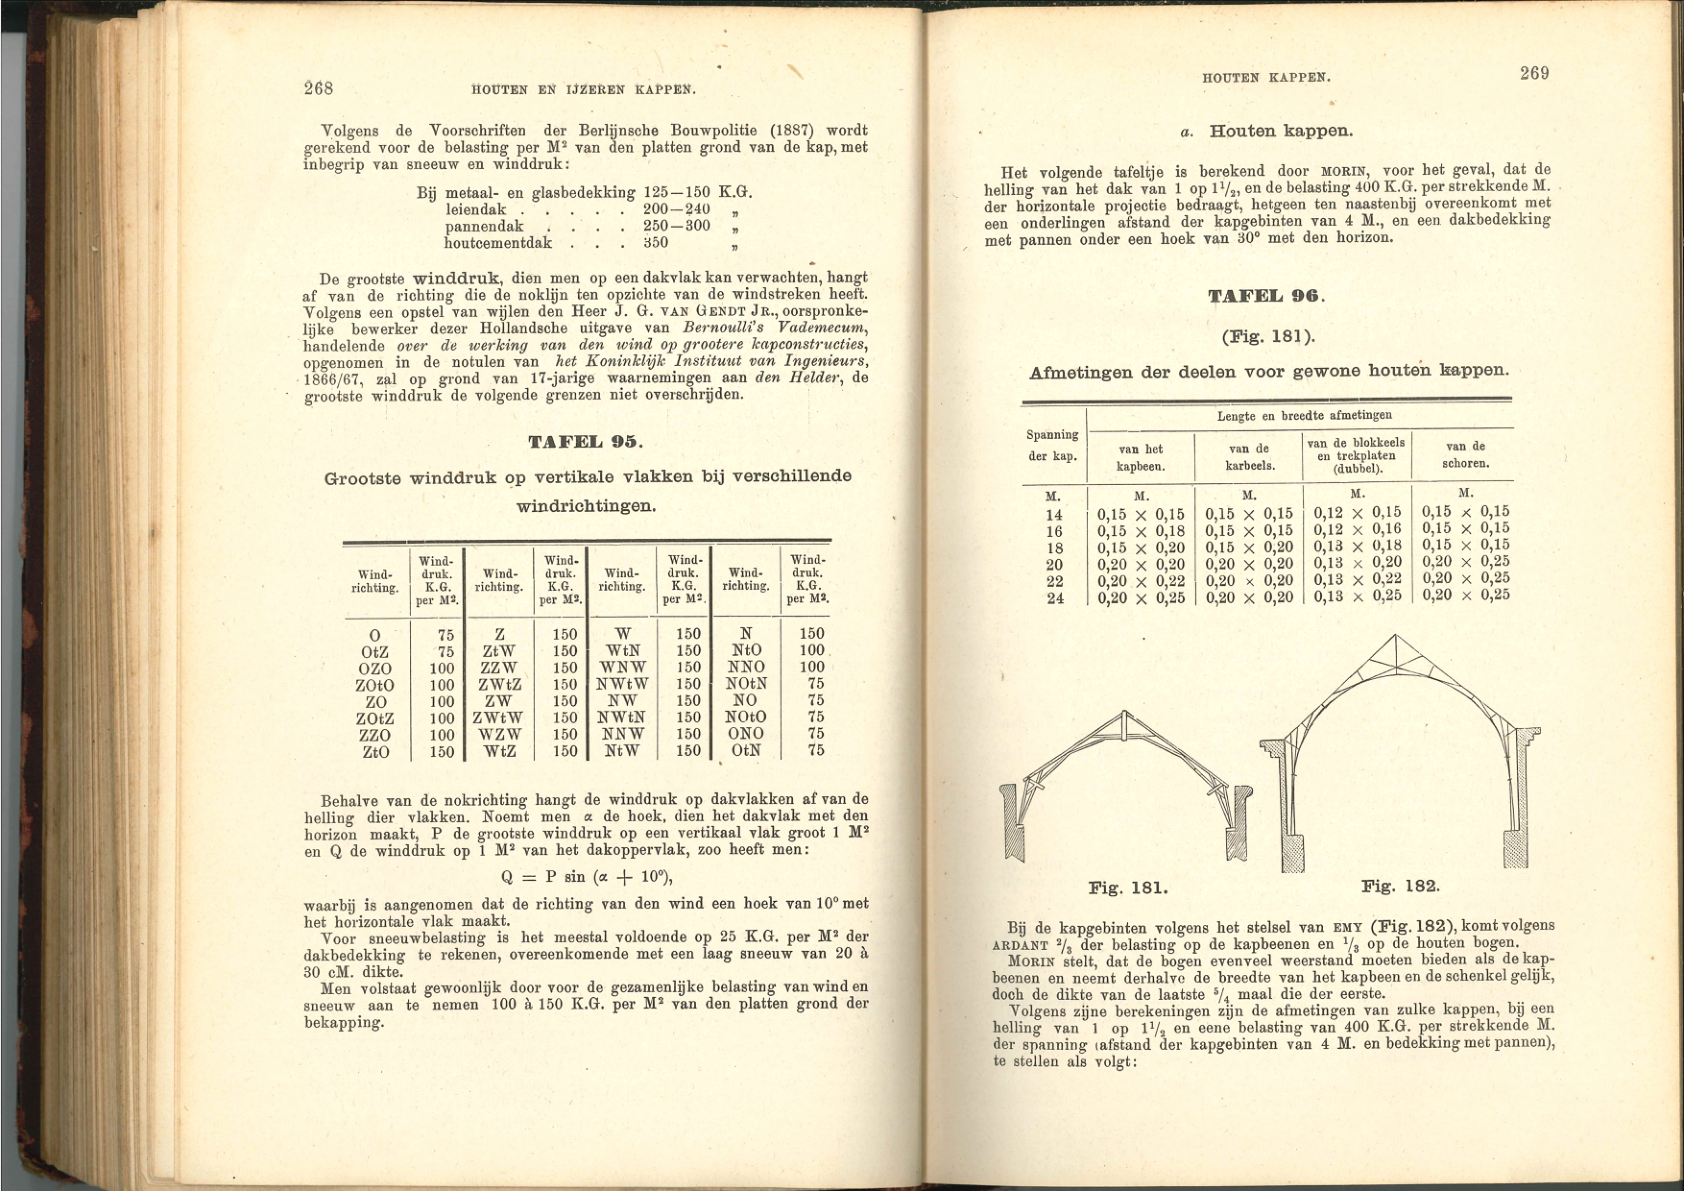 268
HOUTEN EN IJZEREN KAPPEN.
Volgens de Voorschriften der Berlijnsche Bouwpolitie (1887) wordt
gerekend voor de belasting per M² van den platten grond van de kap, met
inbegrip van sneeuw en winddruk:
Bij metaal- en glasbedekking 125—150 K.G.
leiendak . . . . . 200—240 „
pannendak . . . . 250—300 „
houtcementdak . . . 350 „
De grootste winddruk, dien men op een dakvlak kan verwachten, hangt
af van de richting die de noklijn ten opzichte van de windstreken heeft.
Volgens een opstel van wijlen den Heer J. G. VAN GENDT JR., oorspronke-
lijke bewerker dezer Hollandsche uitgave van Bernoulli's Vademecum,
handelende over de werking van den wind op grootere kapconstructies,
opgenomen in de notulen van het Koninklijk Instituut van Ingenieurs,
1866/67, zal op grond van 17-jarige waarnemingen aan den Helder, de
grootste winddruk de volgende grenzen niet overschrijden.
TAFEL 95.
Grootste winddruk op vertikale vlakken bij verschillende
windrichtingen.
Wind- Wind- Wind- Wind-
Wind- druk. Wind- druk. Wind- druk. Wind- druk.
richting. K.G. richting. K.G. richting. K.G. richting. K.G.
per M². per M². per M². per M².
O 75 Z 150 W 150 N 150
OtZ 75 ZtW 150 WtN 150 NtO 100
OZO 100 ZZW 150 WNW 150 NNO 100
ZOtO 100 ZWtZ 150 NWtW 150 NOtN 75
ZO 100 ZW 150 NW 150 NO 75
ZOtZ 100 ZWtW 150 NWtN 150 NOtO 75
ZZO 100 WZW 150 NNW 150 ONO 75
ZtO 150 WtZ 150 NtW 150 OtN 75
Behalve van de nokrichting hangt de winddruk op dakvlakken af van de
helling dier vlakken. Noemt men α de hoek, dien het dakvlak met den
horizon maakt, P de grootste winddruk op een vertikaal vlak groot 1 M²
en Q de winddruk op 1 M² van het dakoppervlak, zoo heeft men:
Q = P sin (α + 10°),
waarbij is aangenomen dat de richting van den wind een hoek van 10° met
het horizontale vlak maakt.
Voor sneeuwbelasting is het meestal voldoende op 25 K.G. per M² der
dakbedekking te rekenen, overeenkomende met een laag sneeuw van 20 à
30 cM. dikte.
Men volstaat gewoonlijk door voor de gezamenlijke belasting van wind en
sneeuw aan te nemen 100 à 150 K.G. per M² van den platten grond der
bekapping.
HOUTEN KAPPEN.
269
a. Houten kappen.
Het volgende tafeltje is berekend door MORIN, voor het geval, dat de
helling van het dak van 1 op 1½, en de belasting 400 K.G. per strekkende M.
der horizontale projectie bedraagt, hetgeen ten naastenbij overeenkomt met
een onderlingen afstand der kapgebinten van 4 M., en een dakbedekking
met pannen onder een hoek van 30° met den horizon.
TAFEL 96.
(Fig. 181).
Afmetingen der deelen voor gewone houten kappen.
Lengte en breedte afmetingen
Spanning
der kap.
van het
kapbeen.
van de
karbeels.
van de blokkeels
en trekplaten
(dubbel).
van de
schoren.
M. M. M. M. M.
14 0,15 × 0,15 0,15 × 0,15 0,12 × 0,15 0,15 × 0,15
16 0,15 × 0,18 0,15 × 0,15 0,12 × 0,16 0,15 × 0,15
18 0,15 × 0,20 0,15 × 0,20 0,13 × 0,18 0,15 × 0,15
20 0,20 × 0,20 0,20 × 0,20 0,13 × 0,20 0,20 × 0,25
22 0,20 × 0,22 0,20 × 0,20 0,13 × 0,22 0,20 × 0,25
24 0,20 × 0,25 0,20 × 0,20 0,13 × 0,25 0,20 × 0,25
Fig. 181.
Fig. 182.
Bij de kapgebinten volgens het stelsel van EMY (Fig. 182), komt volgens
ARDANT ²/₃ der belasting op de kapbeenen en ¹/₃ op de houten bogen.
MORIN stelt, dat de bogen evenveel weerstand moeten bieden als de kap-
beenen en neemt derhalve de breedte van het kapbeen en de schenkel gelijk,
doch de dikte van de laatste ⁵/₄ maal die der eerste.
Volgens zijne berekeningen zijn de afmetingen van zulke kappen, bij een
helling van 1 op 1½ en eene belasting van 400 K.G. per strekkende M.
der spanning (afstand der kapgebinten van 4 M. en bedekking met pannen),
te stellen als volgt: